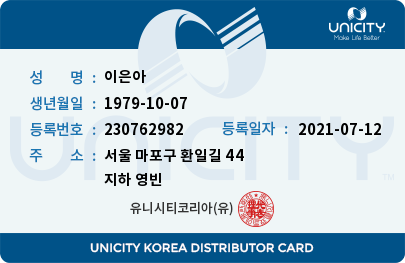 UNICITY
Make Life Better
성 명 : 이은아
생년월일 : 1979-10-07
등록번호 : 230762982 등록일자 : 2021-07-12
UNICITY
주 소 : 서울 마포구 환일길 44
지하 영빈
유니시티코리아(유)
UNICITY KOREA DISTRIBUTOR CARD